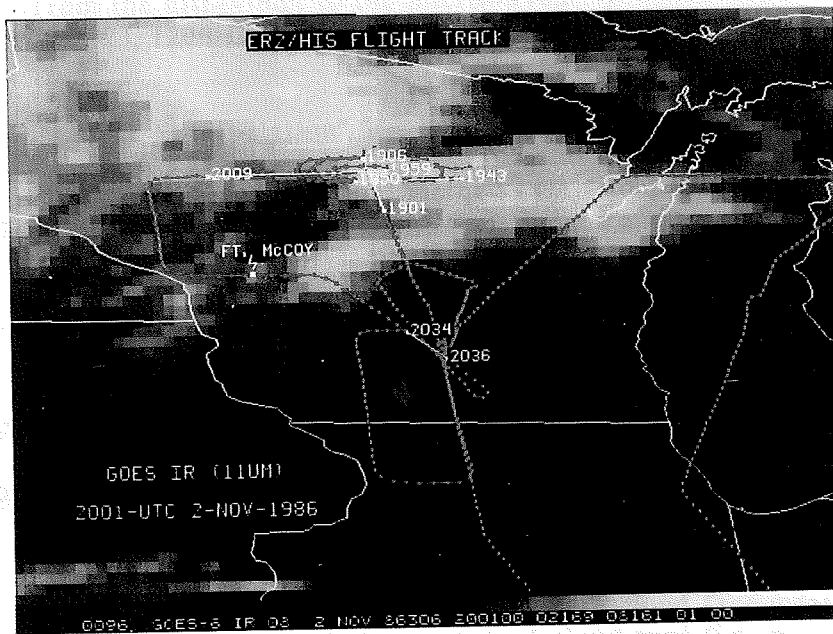 ER2/HIS FLIGHT TRACK
1906
2009
959
1950
1943
1901
FT. McCOY
2034
2036
GOES IR (11UM)
2001-UTC 2-NOV-1986
0096 GOES-6 IR 08 2 NOV 86306 200100 02169 08161 01 00